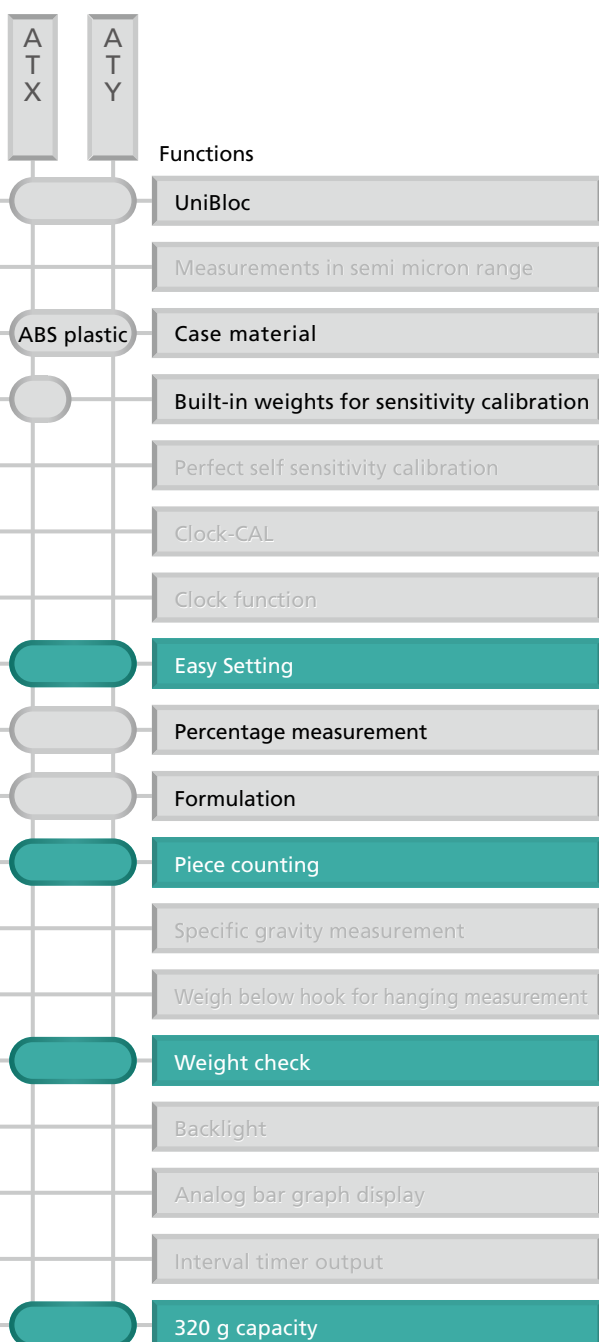 ATX
ATY
Functions
UniBloc
Measurements in semi micron range
ABS plastic
Case material
Built-in weights for sensitivity calibration
Perfect self sensitivity calibration
Clock-CAL
Clock function
Easy Setting
Percentage measurement
Formulation
Piece counting
Specific gravity measurement
Weigh below hook for hanging measurement
Weight check
Backlight
Analog bar graph display
Interval timer output
320 g capacity